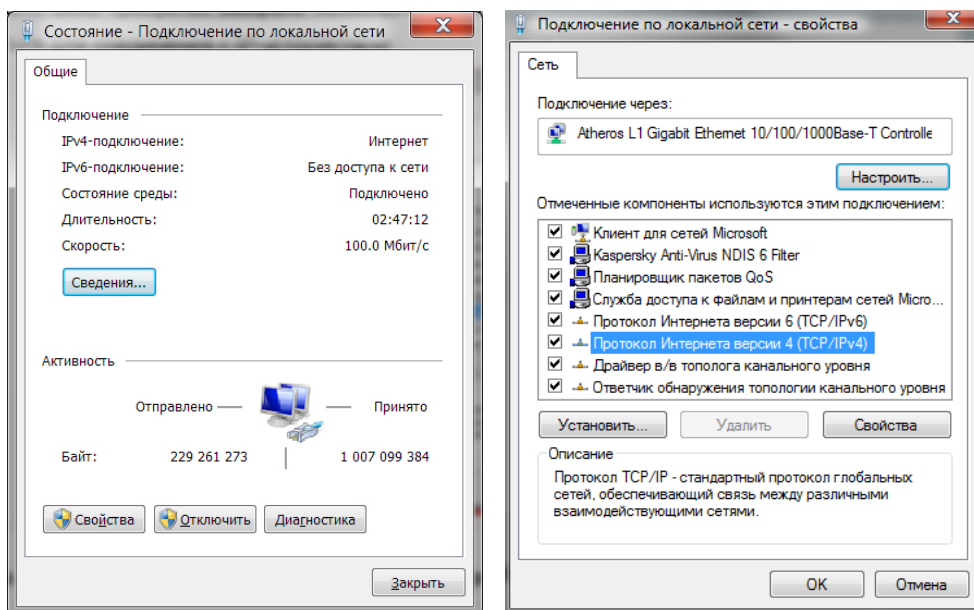 Состояние - Подключение по локальной сети
Общие
Подключение
IPv4-подключение: Интернет
IPv6-подключение: Без доступа к сети
Состояние среды: Подключено
Длительность: 02:47:12
Скорость: 100.0 Мбит/с
Сведения...
Активность
Отправлено — — Принято
Байт: 229 261 273 | 1 007 099 384
Свойства Отключить Диагностика
Закрыть
Подключение по локальной сети - свойства
Сеть
Подключение через:
Atheros L1 Gigabit Ethernet 10/100/1000Base-T Controlle
Настроить...
Отмеченные компоненты используются этим подключением:
Клиент для сетей Microsoft
Kaspersky Anti-Virus NDIS 6 Filter
Планировщик пакетов QoS
Служба доступа к файлам и принтерам сетей Micro...
Протокол Интернета версии 6 (TCP/IPv6)
Протокол Интернета версии 4 (TCP/IPv4)
Драйвер в/в тополога канального уровня
Ответчик обнаружения топологии канального уровня
Установить... Удалить Свойства
Описание
Протокол TCP/IP - стандартный протокол глобальных
сетей, обеспечивающий связь между различными
взаимодействующими сетями.
OK Отмена